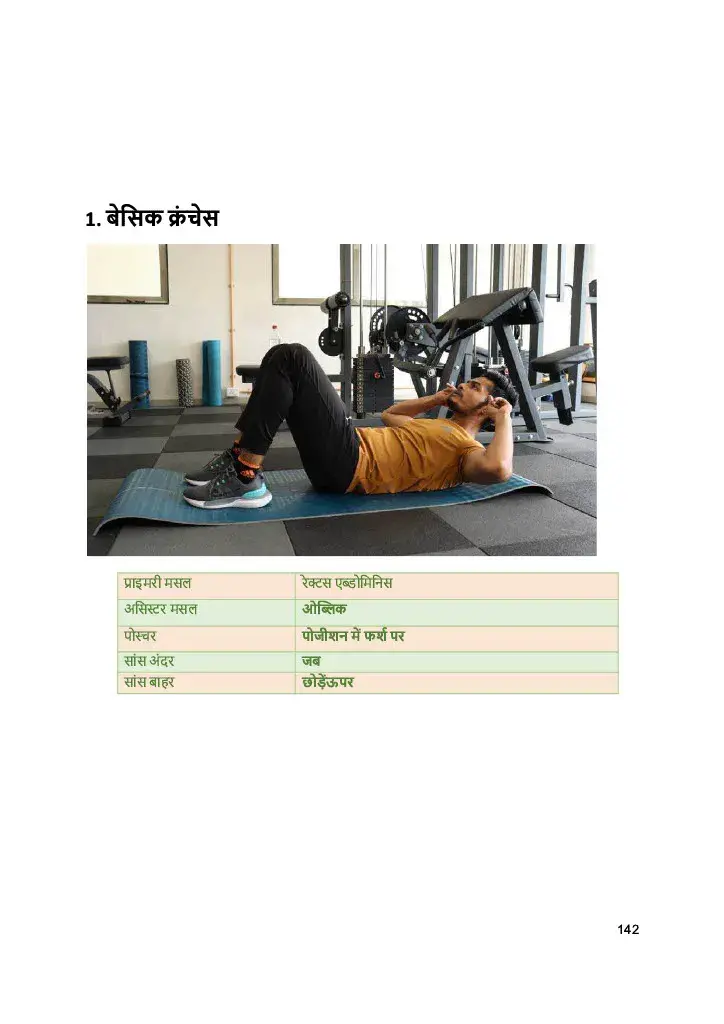 1. बेसिक क्रंचेस
प्राइमरी मसल रेक्टस एब्डोमिनिस
असिस्टर मसल ओब्लिक
पोस्चर पोजीशन में फर्श पर
सांस अंदर जब
सांस बाहर छोड़ेंऊपर
142